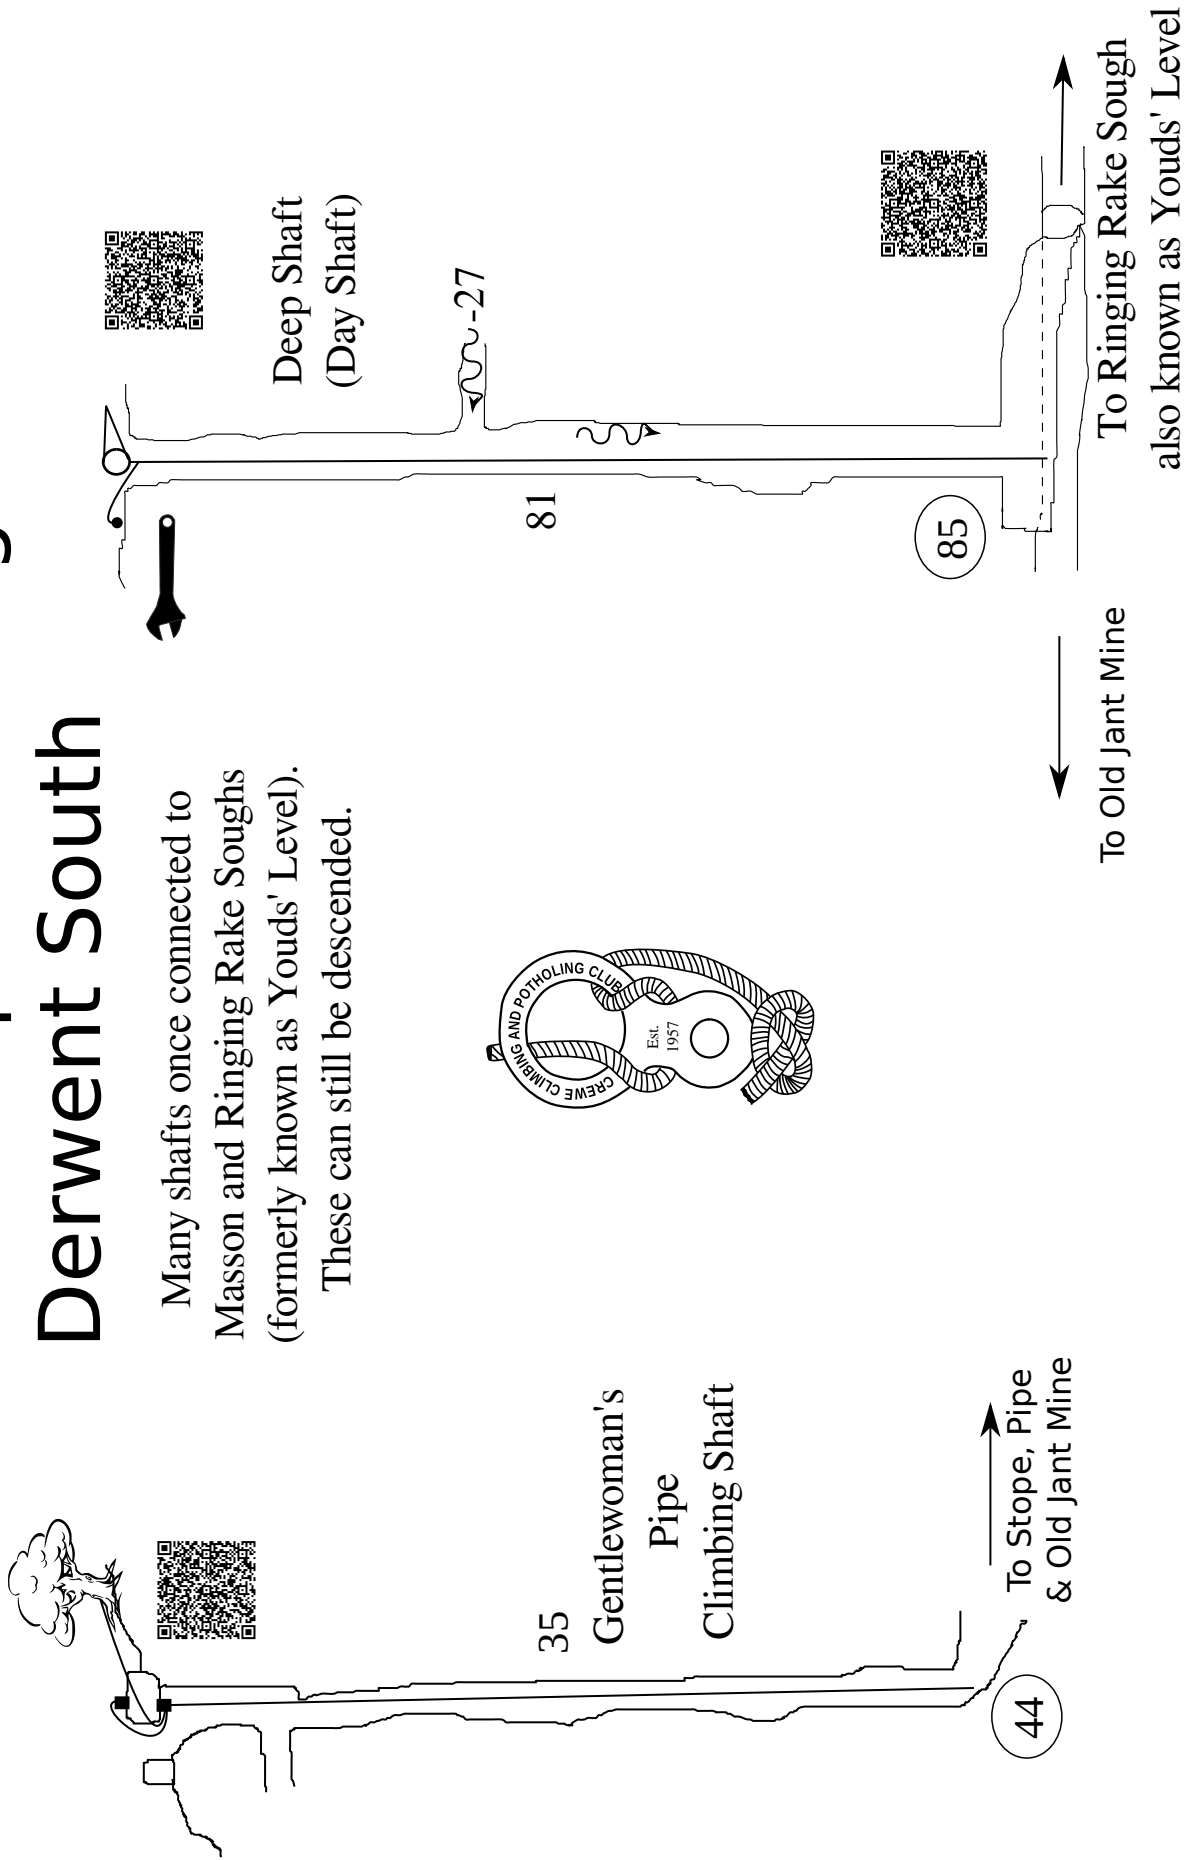 Derwent South
Many shafts once connected to
Masson and Ringing Rake Soughs
(formerly known as Youds' Level).
These can still be descended.
35
Gentlewoman's
Pipe
Climbing Shaft
44
To Stope, Pipe
& Old Jant Mine
CREWE CLIMBING AND POTHOLING CLUB
Est.
1957
Deep Shaft
(Day Shaft)
-27
81
85
To Old Jant Mine
To Ringing Rake Sough
also known as Youds' Level